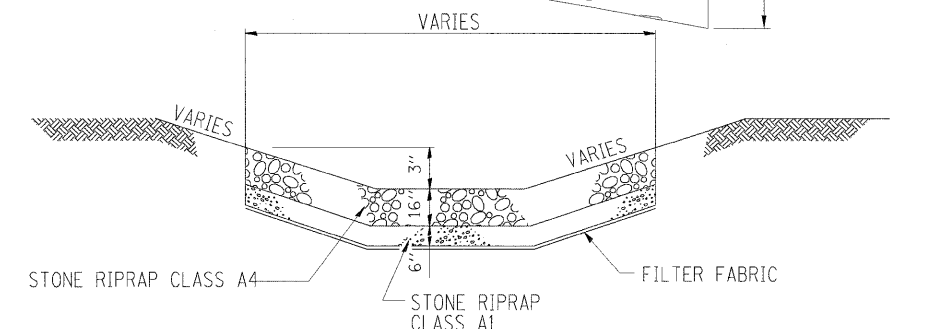 VARIES
VARIES
VARIES
3"
16"
6"
STONE RIPRAP CLASS A4
STONE RIPRAP
CLASS A1
FILTER FABRIC